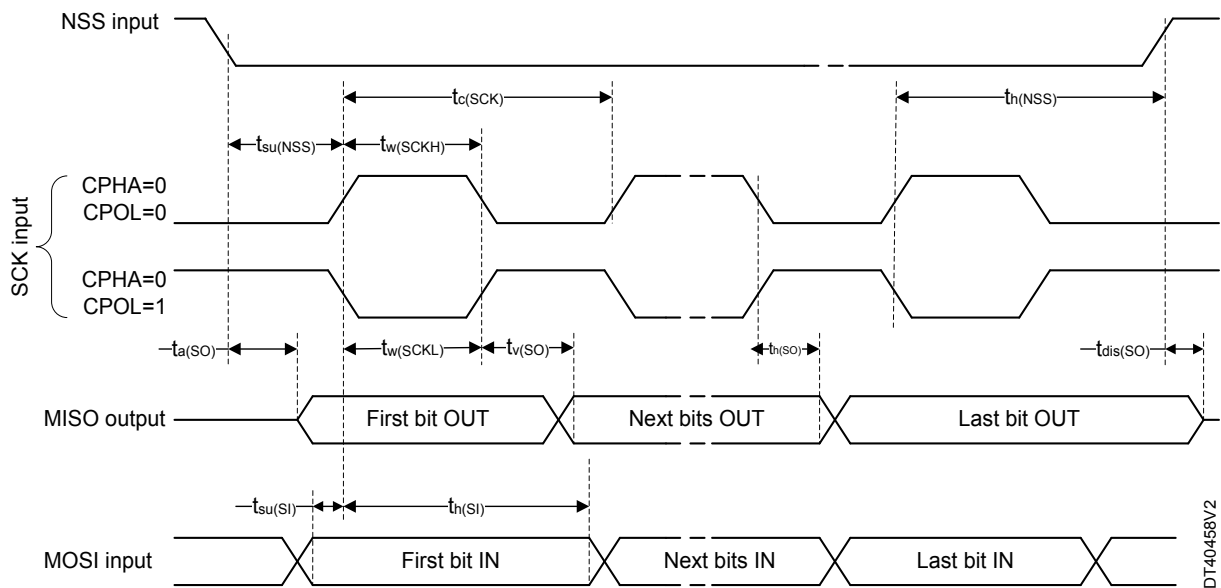 NSS input
tc(SCK)
th(NSS)
tsu(NSS)
tw(SCKH)
SCK input
CPHA=0
CPOL=0
CPHA=0
CPOL=1
ta(SO)
tw(SCKL)
tv(SO)
th(SO)
tdis(SO)
MISO output
First bit OUT
Next bits OUT
Last bit OUT
tsu(SI)
th(SI)
MOSI input
First bit IN
Next bits IN
Last bit IN
DT40458V2